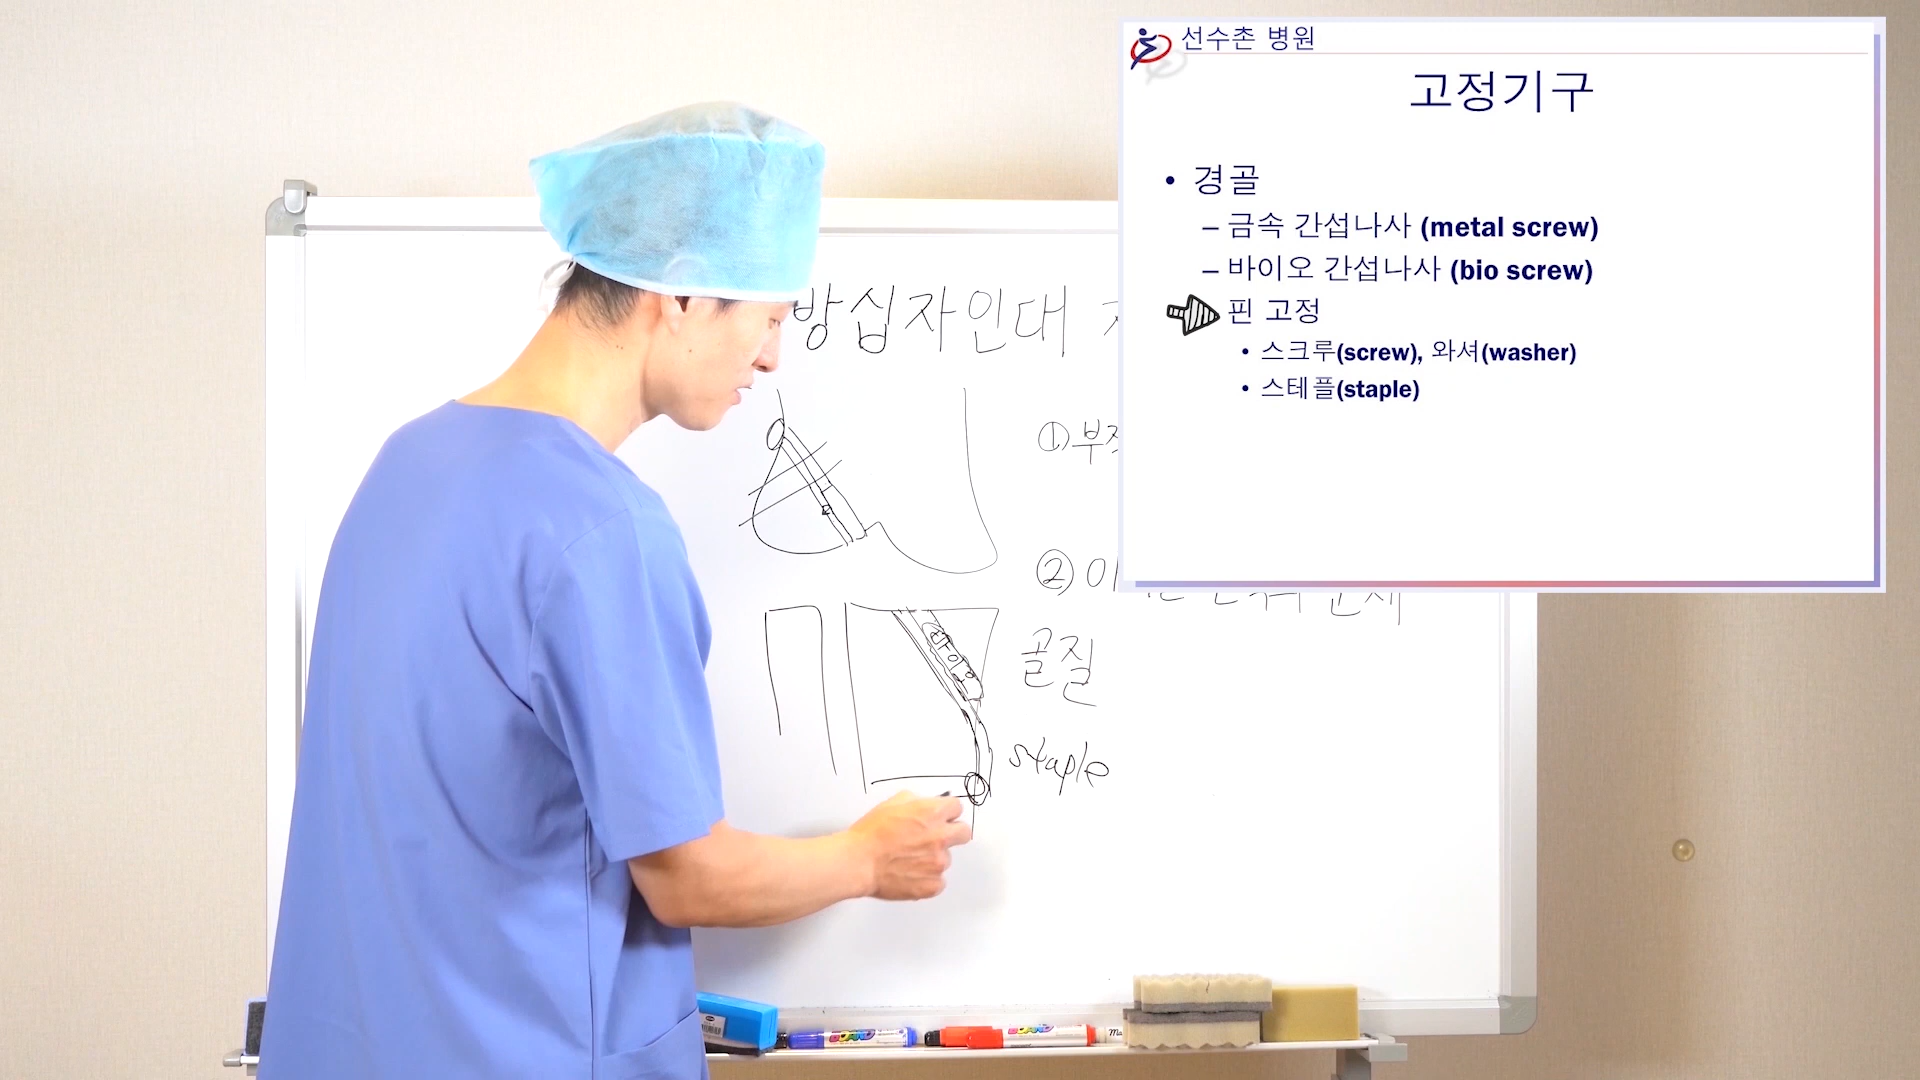 선수촌 병원
고정기구
• 경골
– 금속 간섭나사 (metal screw)
– 바이오 간섭나사 (bio screw)
핀 고정
• 스크루(screw), 와셔(washer)
• 스테플(staple)
방십자인대
①
②
골질
staple
BOARD
BOARD